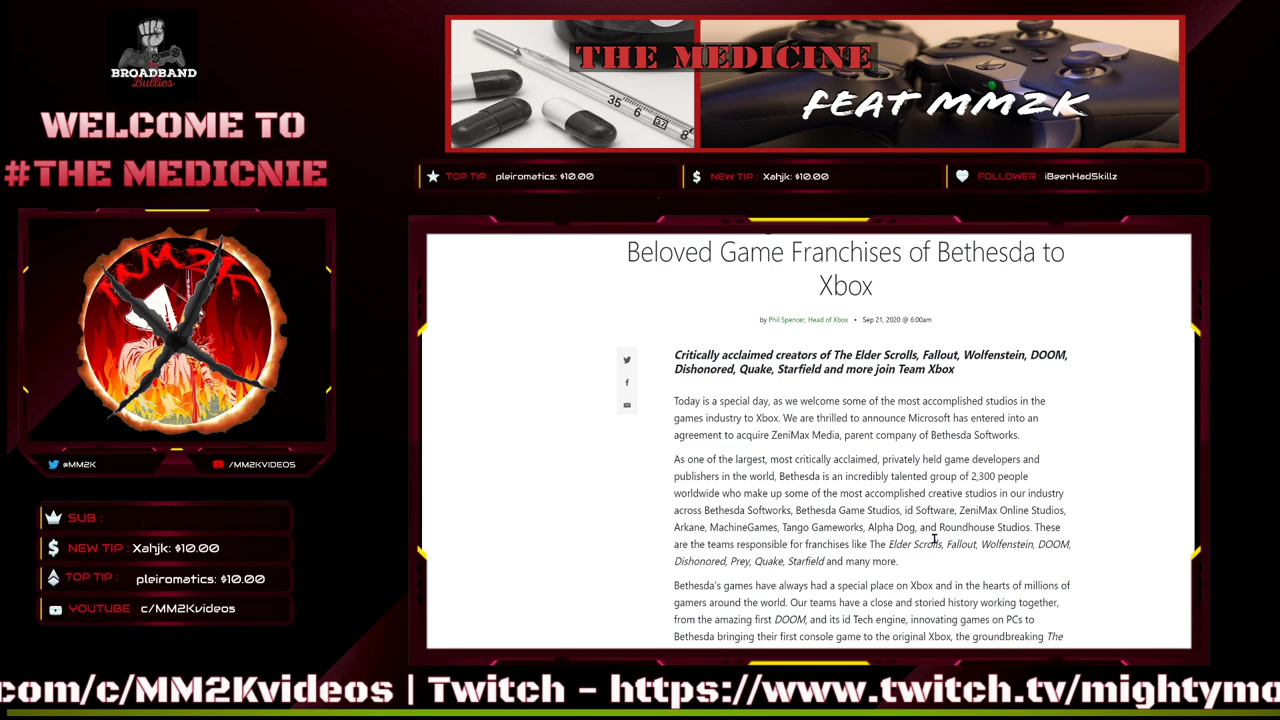 BROADBAND
Bullies
WELCOME TO
#THE MEDICNIE
THE MEDICINE
FEAT MM2K
35 6 37 8
TOP TIP : pleiromatics: $10.00
NEW TIP : Xahjk: $10.00
FOLLOWER : iBeenHadSkillz
MM2K
@MM2K
/MM2KVIDEOS
SUB :
NEW TIP : Xahjk: $10.00
TOP TIP : pleiromatics: $10.00
YOUTUBE c/MM2Kvideos
Beloved Game Franchises of Bethesda to
Xbox
by Phil Spencer, Head of Xbox • Sep 21, 2020 @ 6:00am
Critically acclaimed creators of The Elder Scrolls, Fallout, Wolfenstein, DOOM,
Dishonored, Quake, Starfield and more join Team Xbox
Today is a special day, as we welcome some of the most accomplished studios in the
games industry to Xbox. We are thrilled to announce Microsoft has entered into an
agreement to acquire ZeniMax Media, parent company of Bethesda Softworks.
As one of the largest, most critically acclaimed, privately held game developers and
publishers in the world, Bethesda is an incredibly talented group of 2,300 people
worldwide who make up some of the most accomplished creative studios in our industry
across Bethesda Softworks, Bethesda Game Studios, id Software, ZeniMax Online Studios,
Arkane, MachineGames, Tango Gameworks, Alpha Dog, and Roundhouse Studios. These
are the teams responsible for franchises like The Elder Scrolls, Fallout, Wolfenstein, DOOM,
Dishonored, Prey, Quake, Starfield and many more.
Bethesda's games have always had a special place on Xbox and in the hearts of millions of
gamers around the world. Our teams have a close and storied history working together,
from the amazing first DOOM, and its id Tech engine, innovating games on PCs to
Bethesda bringing their first console game to the original Xbox, the groundbreaking The
com/c/MM2Kvideos | Twitch - https://www.twitch.tv/mightymo